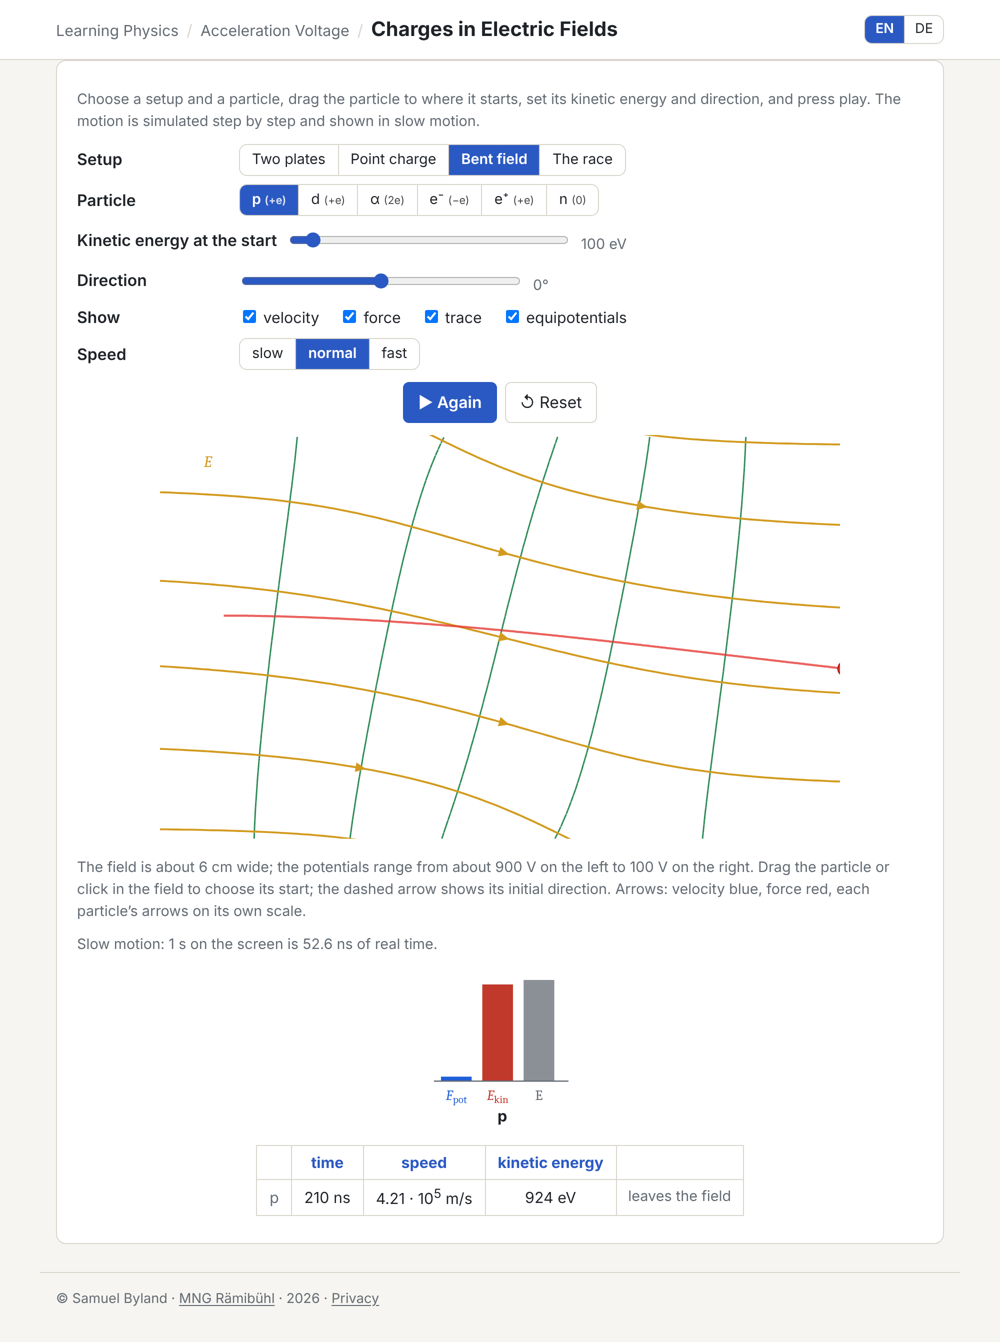 Learning Physics / Acceleration Voltage / Charges in Electric Fields
EN DE
Choose a setup and a particle, drag the particle to where it starts, set its kinetic energy and direction, and press play. The
motion is simulated step by step and shown in slow motion.
Setup Two plates Point charge Bent field The race
Particle p (+e) d (+e) α (2e) e⁻ (−e) e⁺ (+e) n (0)
Kinetic energy at the start 100 eV
Direction 0°
Show velocity force trace equipotentials
Speed slow normal fast
▶ Again ↺ Reset
E
The field is about 6 cm wide; the potentials range from about 900 V on the left to 100 V on the right. Drag the particle or
click in the field to choose its start; the dashed arrow shows its initial direction. Arrows: velocity blue, force red, each
particle's arrows on its own scale.
Slow motion: 1 s on the screen is 52.6 ns of real time.
Epot Ekin E
p
time speed kinetic energy
p 210 ns 4.21 · 10⁵ m/s 924 eV leaves the field
© Samuel Byland · MNG Rämibühl · 2026 · Privacy